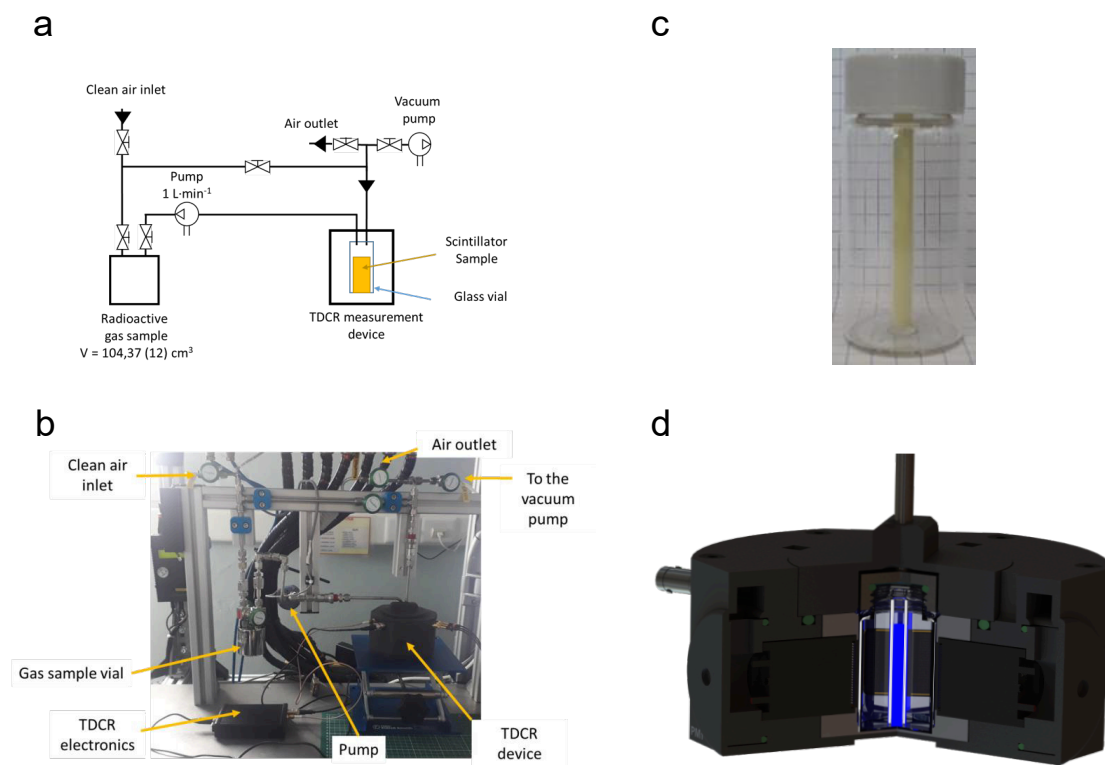 a
Clean air inlet
Air outlet
Vacuum
pump
Pump
1 L·min⁻¹
Scintillator
Sample
Glass vial
Radioactive
gas sample
V = 104,37 (12) cm³
TDCR measurement
device
b
Clean air
inlet
Air outlet
To the
vacuum
pump
Gas sample vial
TDCR
electronics
Pump
TDCR
device
c
d